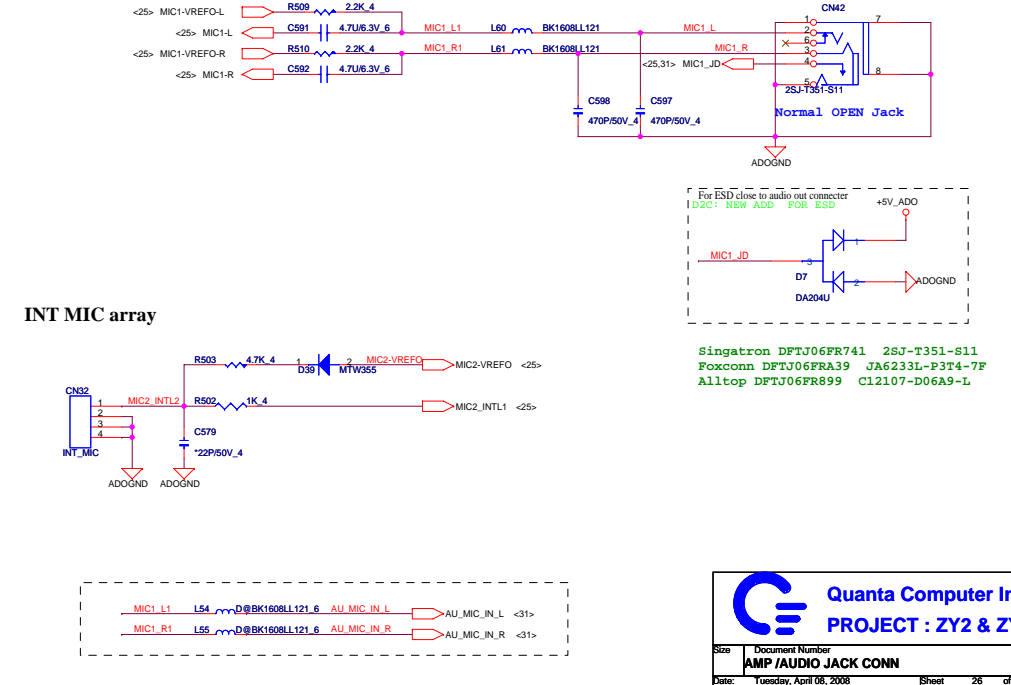 <25> MIC1-VREFO-L R509 2.2K_4
<25> MIC1-L C591 4.7U/6.3V_6 MIC1_L1 L60 BK1608LL121 MIC1_L
<25> MIC1-VREFO-R R510 2.2K_4 MIC1_R1 L61 BK1608LL121 MIC1_R
<25> MIC1-R C592 4.7U/6.3V_6
<25,31> MIC1_JD
CN42
1
2
6
3
4
5
7
8
2SJ-T351-S11
Normal OPEN Jack
C598
470P/50V_4
C597
470P/50V_4
ADOGND
For ESD close to audio out connecter
D2C: NEW ADD FOR ESD
+5V_ADO
MIC1_JD
3
1
2
D7
DA204U
ADOGND
INT MIC array
Singatron DFTJ06FR741 2SJ-T351-S11
Foxconn DFTJ06FRA39 JA6233L-P3T4-7F
Alltop DFTJ06FR899 C12107-D06A9-L
R503 4.7K_4 1 2 MIC2-VREFO MIC2-VREFO <25>
D39 MTW355
CN32
1
2
3
4
INT_MIC
MIC2_INTL2 R502 1K_4 MIC2_INTL1 <25>
C579
*22P/50V_4
ADOGND ADOGND
MIC1_L1 L54 D@BK1608LL121_6 AU_MIC_IN_L AU_MIC_IN_L <31>
MIC1_R1 L55 D@BK1608LL121_6 AU_MIC_IN_R AU_MIC_IN_R <31>
Quanta Computer In
PROJECT : ZY2 & ZY
Size Document Number
AMP /AUDIO JACK CONN
Date: Tuesday, April 08, 2008 Sheet 26 of